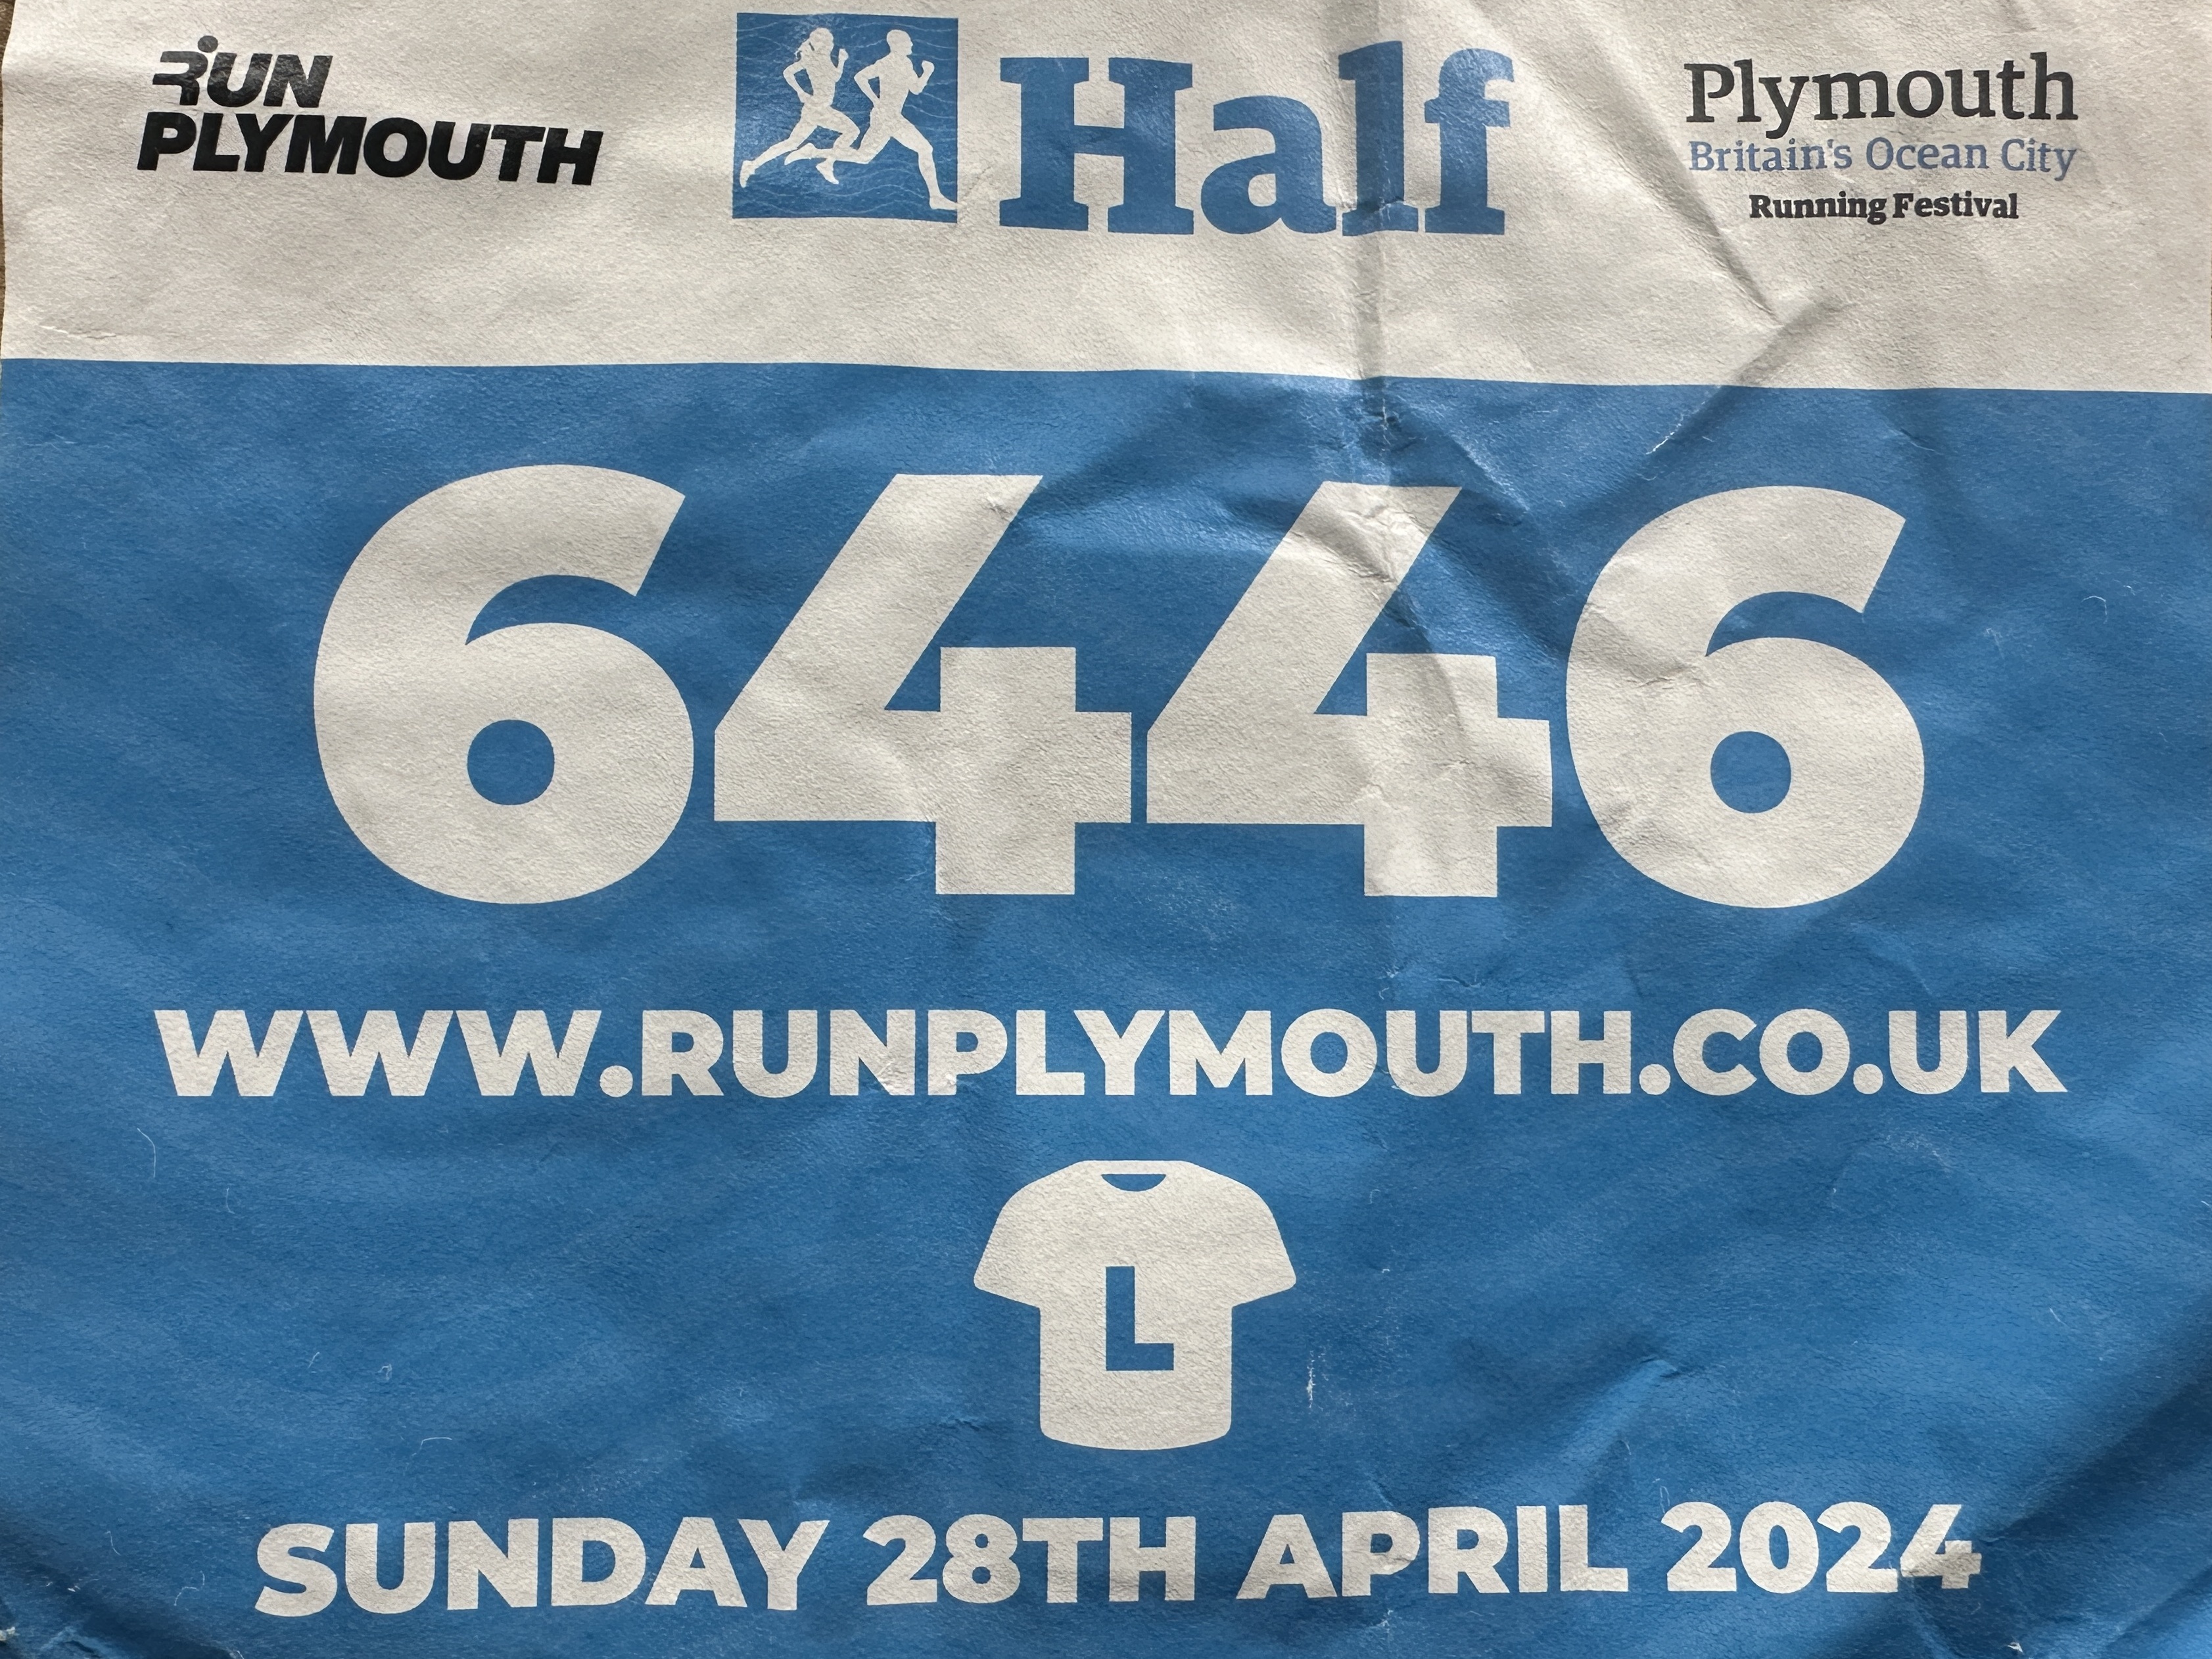 RUN
PLYMOUTH
Half
Plymouth
Britain's Ocean City
Running Festival
6446
WWW.RUNPLYMOUTH.CO.UK
L
SUNDAY 28TH APRIL 2024